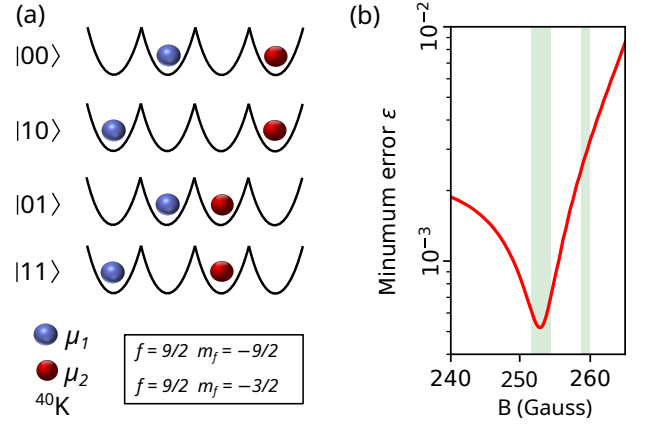 (a)
|00⟩
|10⟩
|01⟩
|11⟩
μ1
μ2
⁴⁰K
f = 9/2 mf = −9/2
f = 9/2 mf = −3/2
(b)
Minumum error ε
10⁻²
10⁻³
240
250
260
B (Gauss)